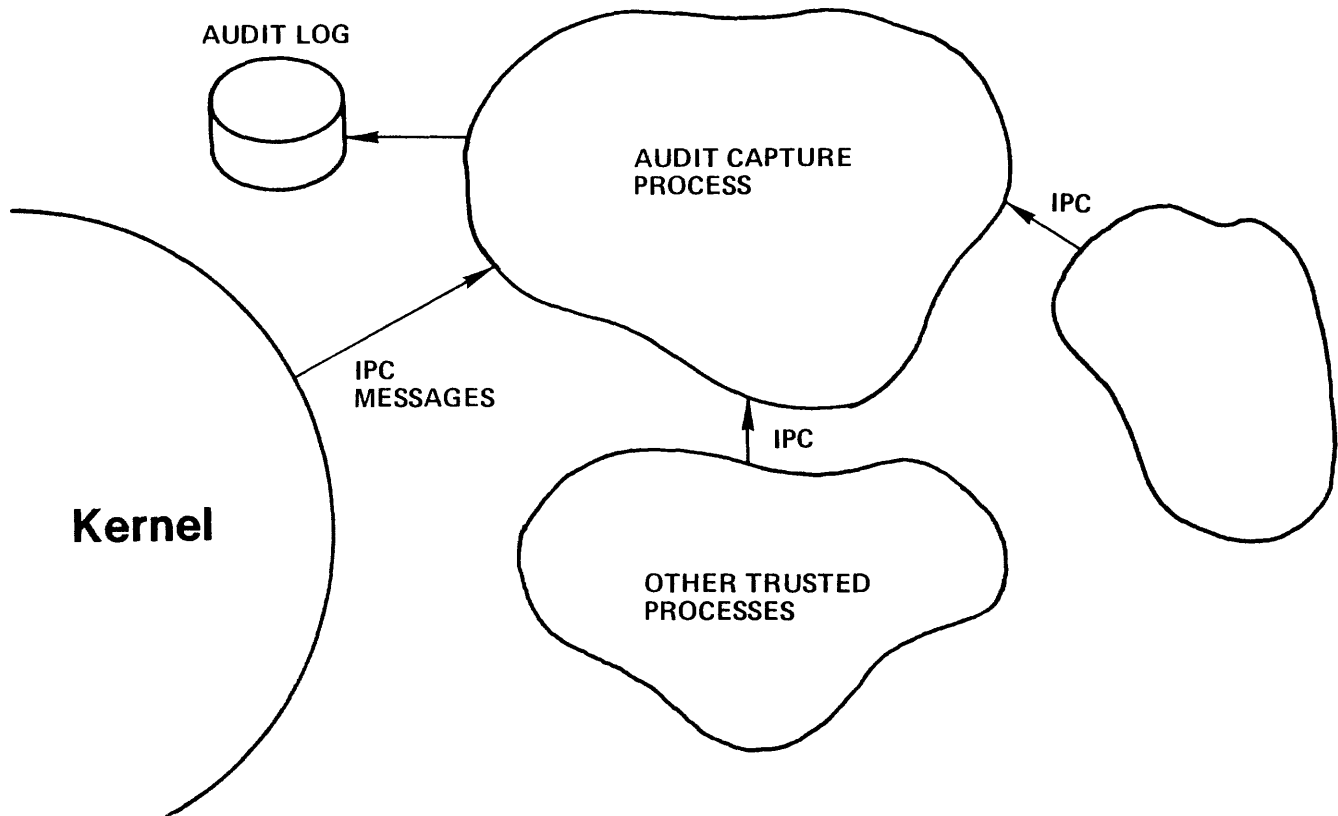 AUDIT LOG
AUDIT CAPTURE
PROCESS
IPC
IPC
MESSAGES
IPC
Kernel
OTHER TRUSTED
PROCESSES